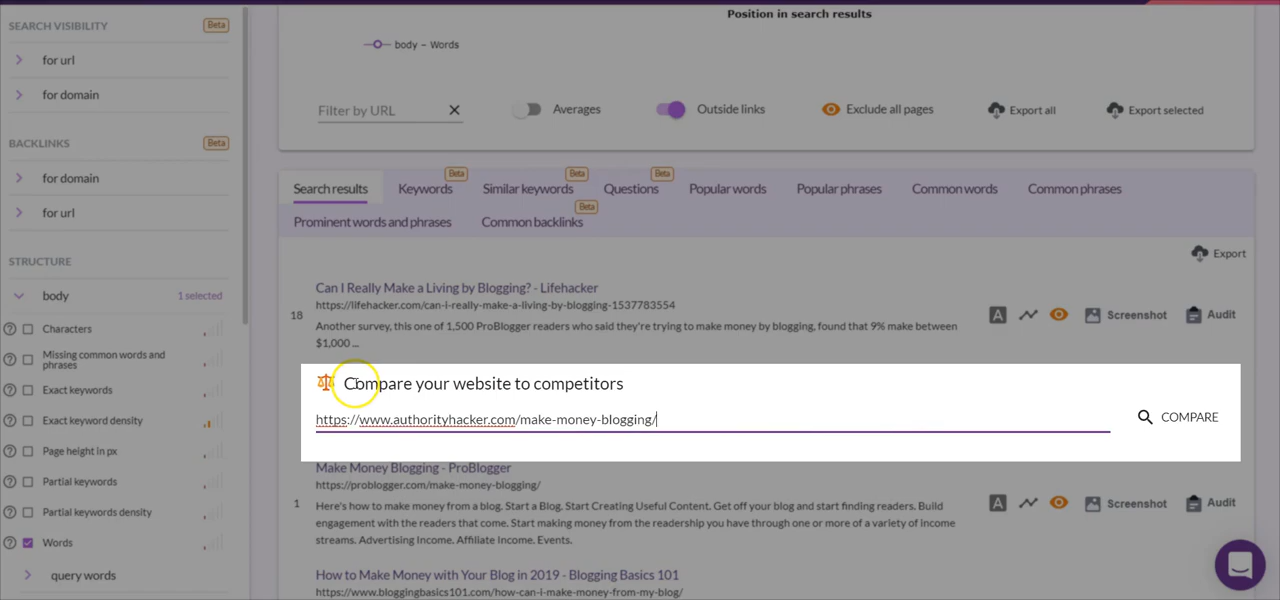 SEARCH VISIBILITY Beta
for url
for domain
BACKLINKS Beta
for domain
for url
STRUCTURE
body 1 selected
Characters
Missing common words and
phrases
Exact keywords
Exact keyword density
Page height in px
Partial keywords
Partial keywords density
Words
query words
Position in search results
body – Words
Filter by URL
Averages
Outside links
Exclude all pages
Export all
Export selected
Search results
Keywords Beta
Similar keywords Beta
Questions Beta
Popular words
Popular phrases
Common words
Common phrases
Prominent words and phrases
Common backlinks Beta
Export
Can I Really Make a Living by Blogging? - Lifehacker
https://lifehacker.com/can-i-really-make-a-living-by-blogging-1537783554
18
Another survey, this one of 1,500 ProBlogger readers who said they're trying to make money by blogging, found that 9% make between
$1,000 ...
A Screenshot Audit
Compare your website to competitors
https://www.authorityhacker.com/make-money-blogging/
COMPARE
Make Money Blogging - ProBlogger
https://problogger.com/make-money-blogging/
1
Here's how to make money from a blog. Start a Blog. Start Creating Useful Content. Get off your blog and start finding readers. Build
engagement with the readers that come. Start making money from the readership you have through one or more of a variety of income
streams. Advertising Income. Affiliate Income. Events.
A Screenshot Audit
How to Make Money with Your Blog in 2019 - Blogging Basics 101
https://www.bloggingbasics101.com/how-can-i-make-money-from-my-blog/